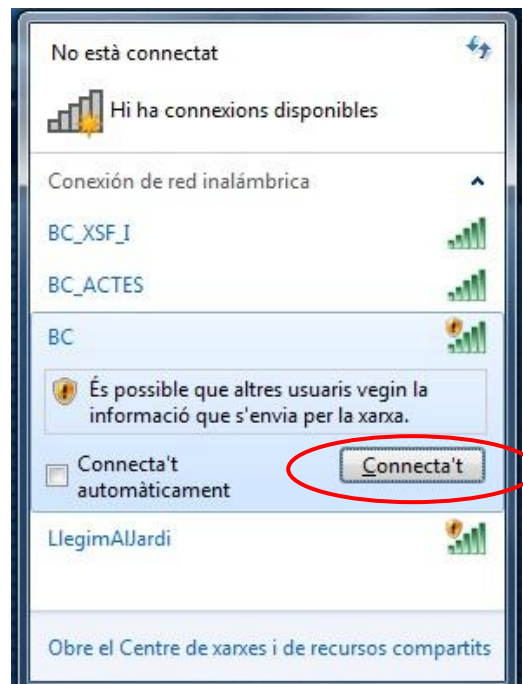 No està connectat
Hi ha connexions disponibles
Conexión de red inalámbrica
BC_XSF_I
BC_ACTES
BC
És possible que altres usuaris vegin la
informació que s'envia per la xarxa.
Connecta't
automàticament
Connecta't
LlegimAlJardi
Obre el Centre de xarxes i de recursos compartits